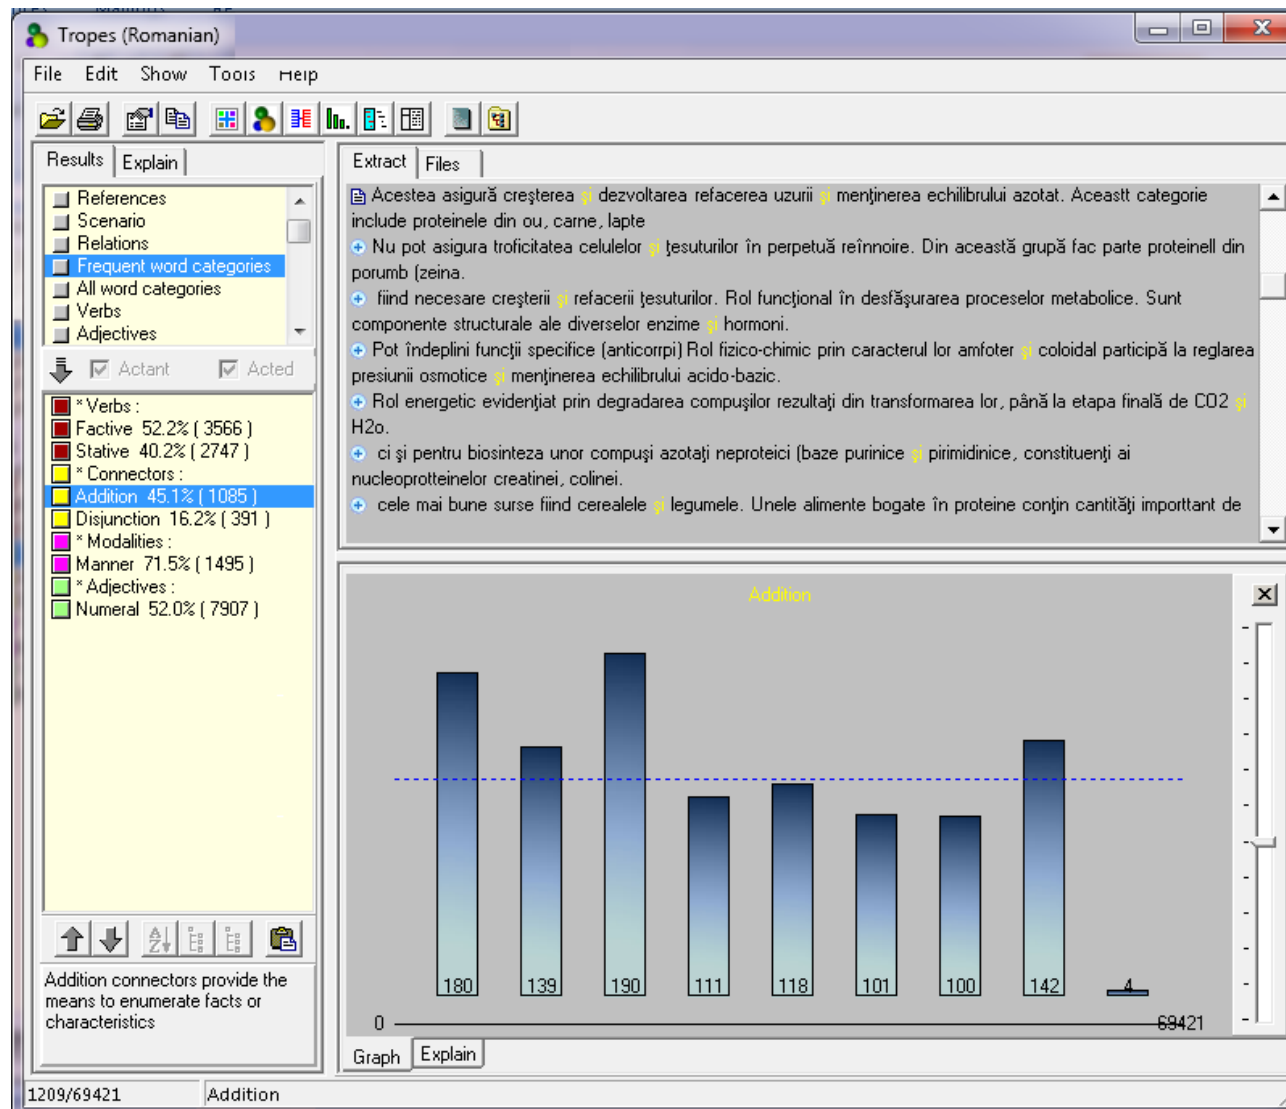 Tropes (Romanian)
File Edit Show Tools Help
Results Explain
References
Scenario
Relations
Frequent word categories
All word categories
Verbs
Adjectives
Actant Acted
* Verbs :
Factive 52.2% ( 3566 )
Stative 40.2% ( 2747 )
* Connectors :
Addition 45.1% ( 1085 )
Disjunction 16.2% ( 391 )
* Modalities :
Manner 71.5% ( 1495 )
* Adjectives :
Numeral 52.0% ( 7907 )
Addition connectors provide the
means to enumerate facts or
characteristics
Extract Files
Acestea asigură creşterea şi dezvoltarea refacerea uzurii şi menţinerea echilibrului azotat. Aceastt categorie
include proteinele din ou, carne, lapte
Nu pot asigura troficitatea celulelor şi ţesuturilor în perpetuă reînnoire. Din această grupă fac parte proteinell din
porumb (zeina.
fiind necesare creşterii şi refacerii ţesuturilor. Rol funcţional în desfăşurarea proceselor metabolice. Sunt
componente structurale ale diverselor enzime şi hormoni.
Pot îndeplini funcţii specifice (anticorrpi) Rol fizico-chimic prin caracterul lor amfoter şi coloidal participă la reglarea
presiunii osmotice şi menţinerea echilibrului acido-bazic.
Rol energetic evidenţiat prin degradarea compuşilor rezultaţi din transformarea lor, până la etapa finală de CO2 şi
H2o.
ci şi pentru biosinteza unor compuşi azotaţi neproteici (baze purinice şi pirimidinice, constituenţi ai
nucleoprotteinelor creatinei, colinei.
cele mai bune surse fiind cerealele şi legumele. Unele alimente bogate în proteine conţin cantităţi importtant de
Addition
180 139 190 111 118 101 100 142 4
0 69421
Graph Explain
1209/69421 Addition